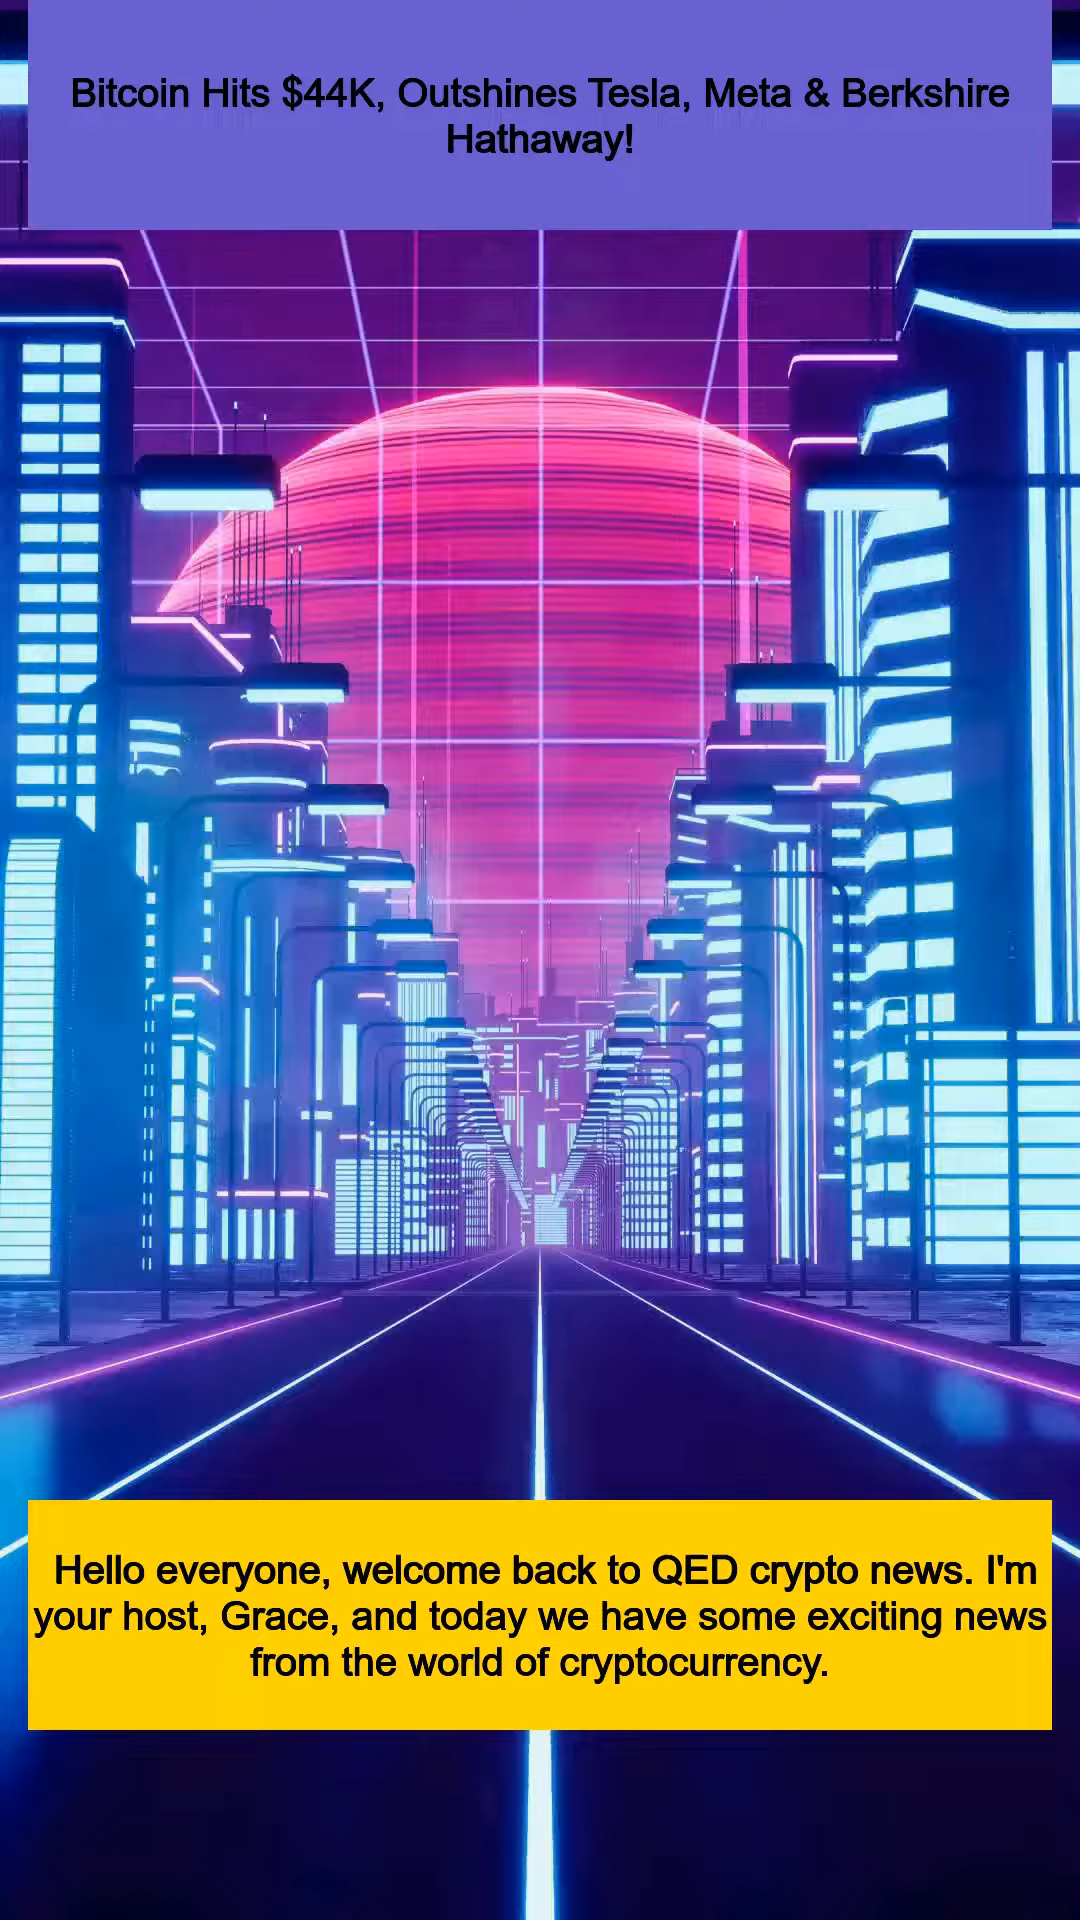 Bitcoin Hits $44K, Outshines Tesla, Meta & Berkshire
Hathaway!
Hello everyone, welcome back to QED crypto news. I'm
your host, Grace, and today we have some exciting news
from the world of cryptocurrency.